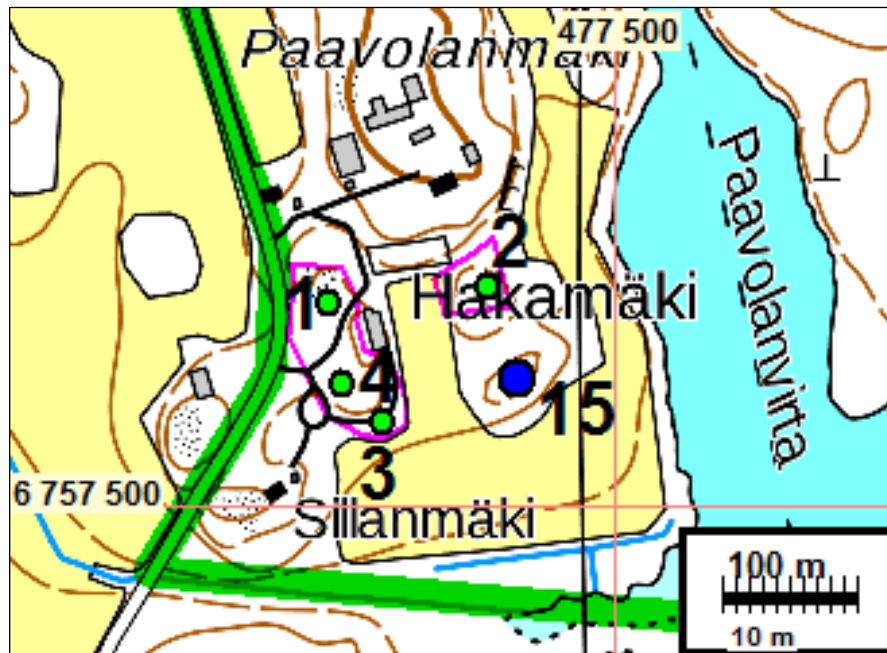 Paavolanmäki
477 500
Paavolanvirta
2
1
Hakamäki
4
15
3
6 757 500
Sillanmäki
100 m
10 m